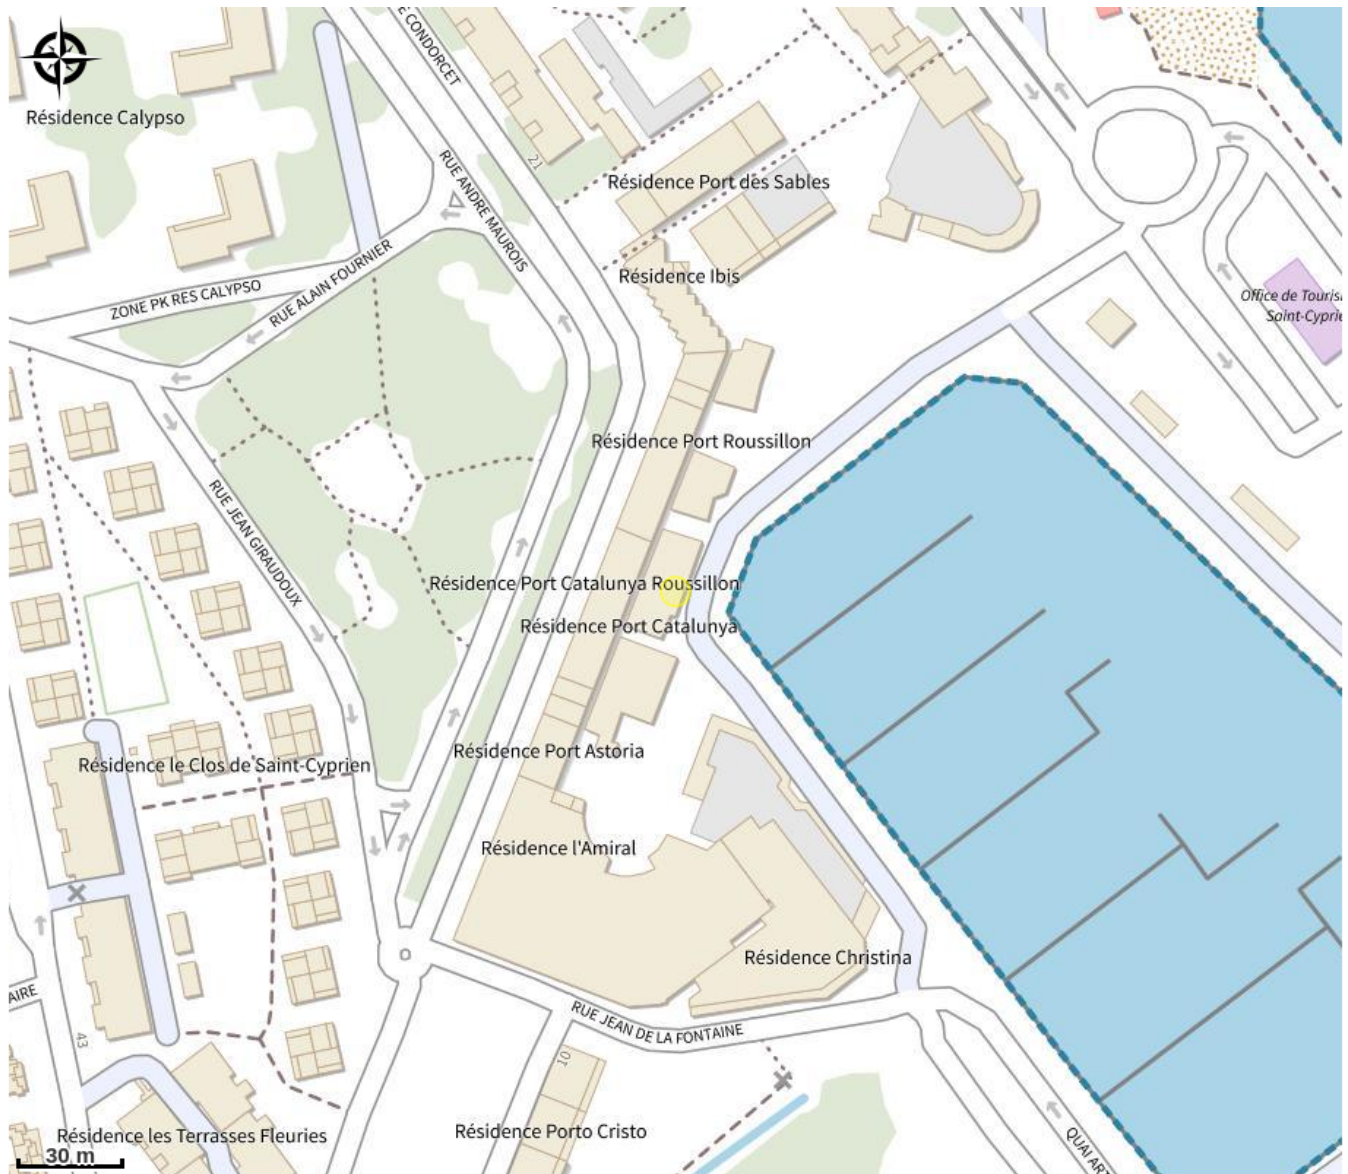 E CONDORCET
Résidence Calypso
21
RUE ANDRE MAUROIS
Résidence Port des Sables
RUE ALAIN FOURNIER
ZONE PK RES CALYPSO
Résidence Ibis
Office de Touris
Saint-Cyprie
Résidence Port Roussillon
RUE JEAN GIRAUDOUX
Résidence Port Catalunya Roussillon
Résidence Port Catalunya
Résidence Port Astoria
Résidence le Clos de Saint-Cyprien
Résidence l'Amiral
Résidence Christina
AIRE
43
RUE JEAN DE LA FONTAINE
10
Résidence les Terrasses Fleuries
Résidence Porto Cristo
QUAI ART
30 m